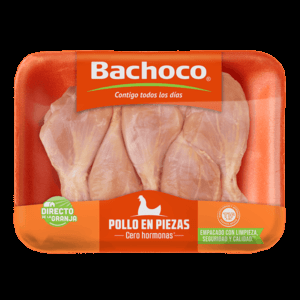 Bachoco®
Contigo todos los días
DIRECTO
DE LA GRANJA
POLLO EN PIEZAS
Cero hormonas
EMPACADO CON LIMPIEZA,
SEGURIDAD Y CALIDAD